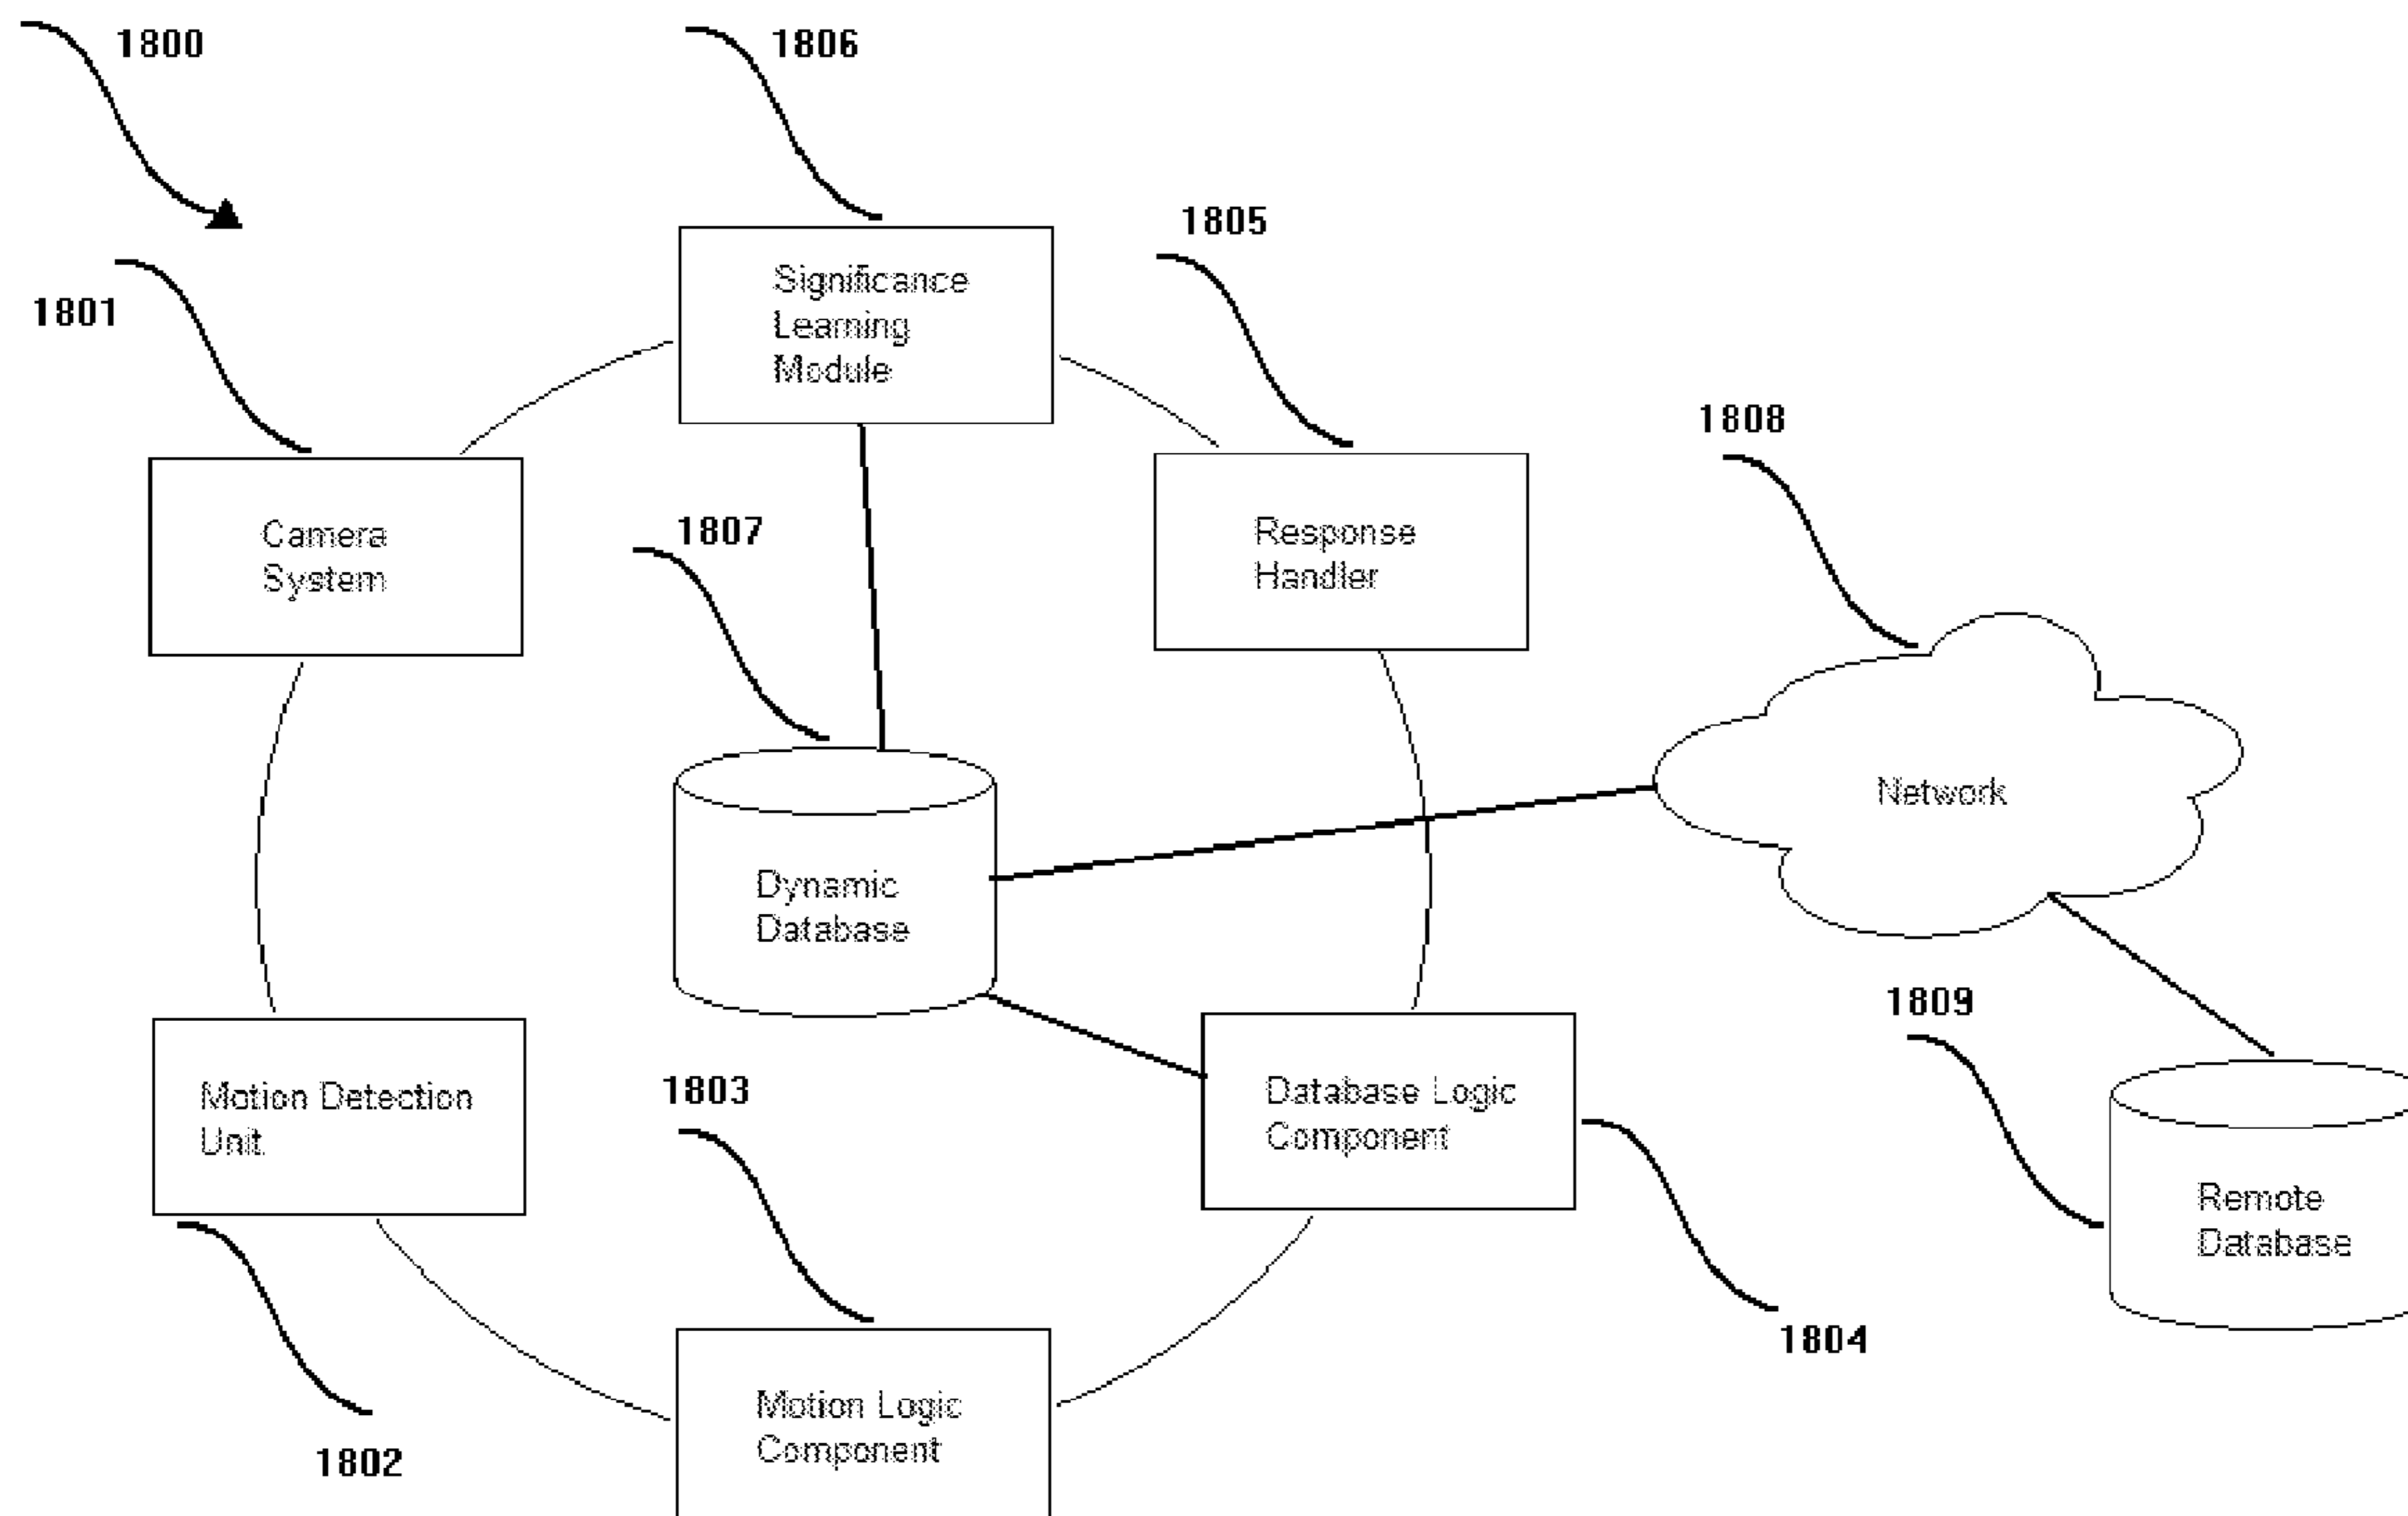 1800
1806
1805
1801
Significance
Learning
Module
1808
Camera
System
1807
Response
Handler
Network
Dynamic
Database
1809
Motion Detection
Unit
1803
Database Logic
Component
Remote
Database
1804
Motion Logic
Component
1802